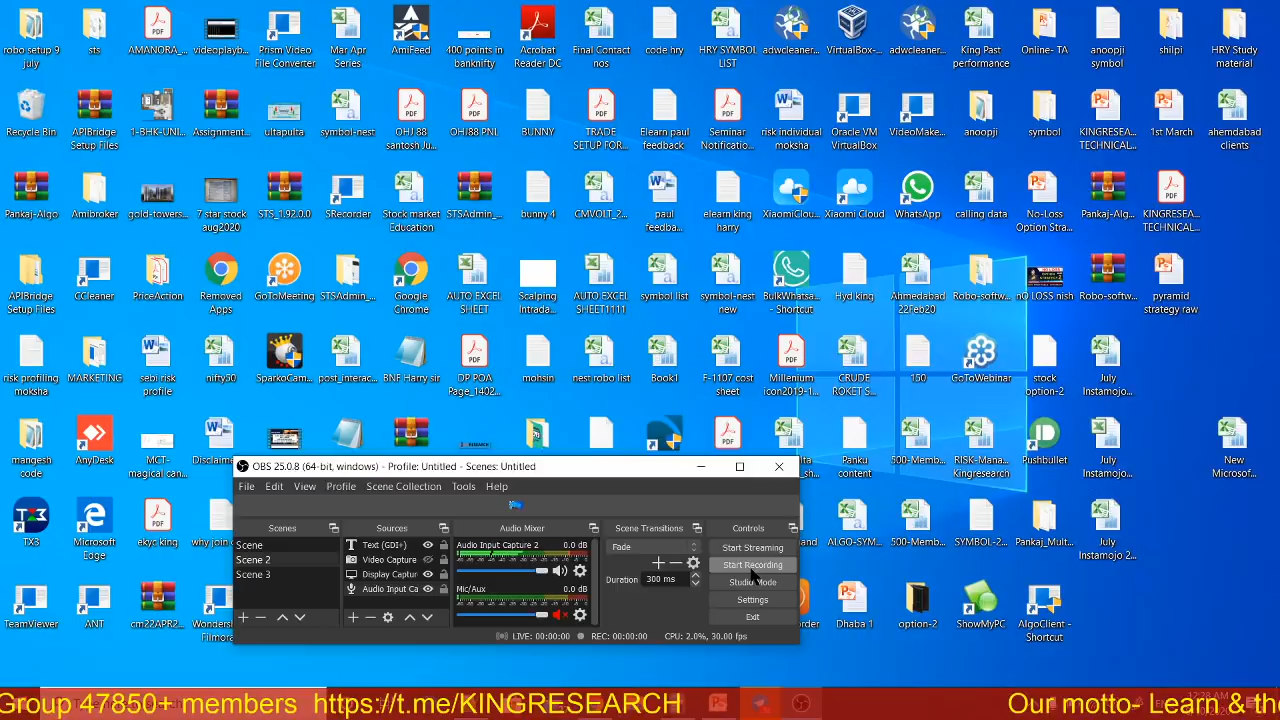 robo setup 9 july
sts
AMANORA_...
videoplayb...
Prism Video File Converter
Mar Apr Series
AmiFeed
400 points in banknifty
Acrobat Reader DC
Final Contact nos
code hry
HRY SYMBOL LIST
adwcleaner...
VirtualBox-...
adwcleaner...
King Past performance
Online- TA
anoopji symbol
shilpi
HRY Study material
Recycle Bin
APIBridge Setup Files
1-BHK-UNI...
Assignment...
ultapulta
symbol-nest
OHJ 88 santosh Ju...
OHJ88 PNL
BUNNY
TRADE SETUP FOR...
Elearn paul feedback
Seminar Notificatio...
risk individual moksha
Oracle VM VirtualBox
VideoMake...
anoopji
symbol
KINGRESEA... TECHNICAL...
1st March
ahemdabad clients
Pankaj-Algo
Amibroker
gold-towers...
7 star stock aug2020
STS_1.92.0.0
SRecorder
Stock market Education
STSAdmin_...
bunny 4
CMVOLT_2...
paul feedba...
elearn king harry
XiaomiClou...
Xiaomi Cloud
WhatsApp
calling data
No-Loss Option Stra...
Pankaj-Alg...
KINGRESEA... TECHNICAL...
APIBridge Setup Files
CCleaner
PriceAction
Removed Apps
GoToMeeting
STSAdmin_...
Google Chrome
AUTO EXCEL SHEET
Scalping Intrada...
AUTO EXCEL SHEET1111
symbol list
symbol-nest new
BulkWhatsa... - Shortcut
Hyd king
Ahmedabad 22Feb20
Robo-softw...
nO LOSS nish
Robo-softw...
pyramid strategy raw
risk profiling moksha
MARKETING
sebi risk profile
nifty50
SparkoCam...
post_interac...
BNF Harry sir
DP POA Page_1402...
mohsin
nest robo list
Book1
F-1107 cost sheet
Millenium icon2019-1...
CRUDE ROKET S...
150
GoToWebinar
stock option-2
July Instamojo...
mangesh code
AnyDesk
MCT- magical can...
Disclaime
Panku content
500-Memb...
RISK-Mana... Kingresearch
Pushbullet
July Instamojo...
New Microsof...
OBS 25.0.8 (64-bit, windows) - Profile: Untitled - Scenes: Untitled
File Edit View Profile Scene Collection Tools Help
Scenes
Sources
Audio Mixer
Scene Transitions
Controls
Scene
Scene 2
Scene 3
Text (GDI+)
Video Capture
Display Captur
Audio Input Ca
Audio Input Capture 2 0.0 dB
Mic/Aux 0.0 dB
Fade
Duration 300 ms
Start Streaming
Start Recording
Studio Mode
Settings
Exit
LIVE: 00:00:00 REC: 00:00:00 CPU: 2.0%, 30.00 fps
TX3
Microsoft Edge
ekyc king
why join
ALGO-SYM...
500-Memb...
SYMBOL-2...
Pankaj_Mult...
July Instamojo 2...
TeamViewer
ANT
cm22APR2...
Wonders Filmora
Dhaba 1
option-2
ShowMyPC
AlgoClient - Shortcut
Group 47850+ members https://t.me/KINGRESEARCH
Our motto- Learn & the